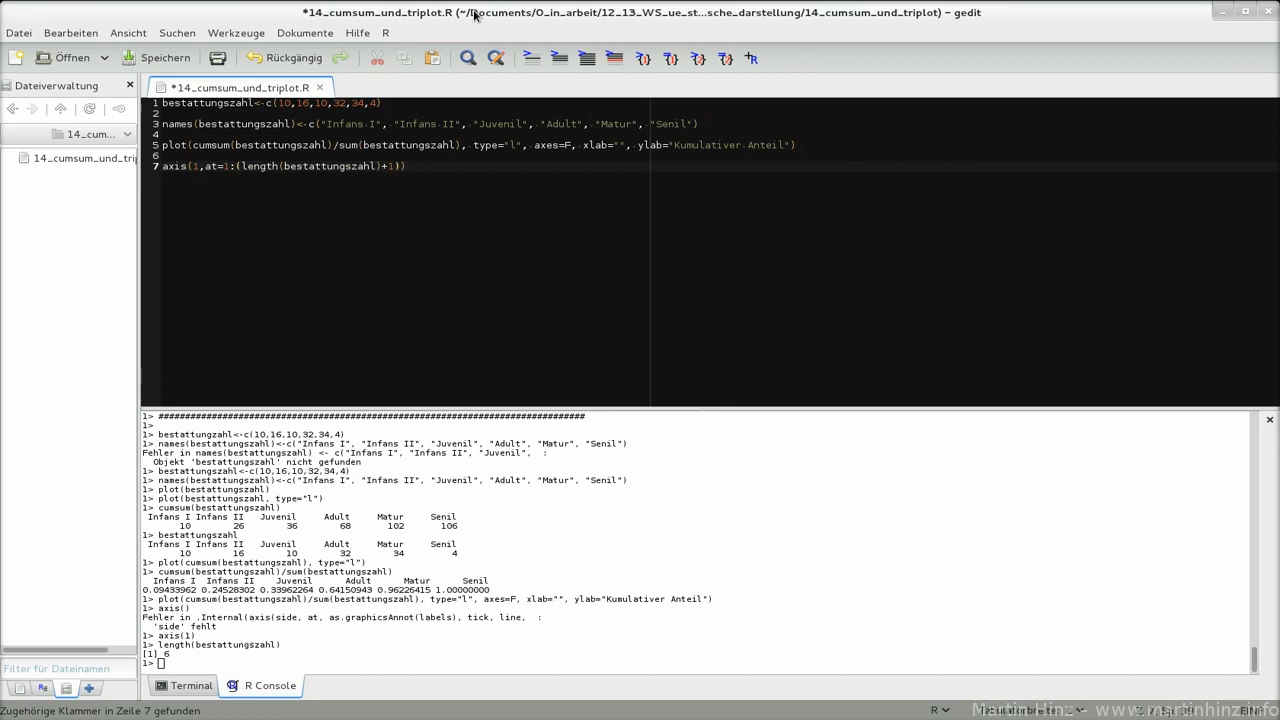 *14_cumsum_und_triplot.R (~/Documents/O_in_arbeit/12_13_WS_ue_st...sche_darstellung/14_cumsum_und_triplot) – gedit
Datei Bearbeiten Ansicht Suchen Werkzeuge Dokumente Hilfe R
Öffnen Speichern Rückgängig
Dateiverwaltung
*14_cumsum_und_triplot.R
14_cum...
14_cumsum_und_trip
1 bestattungszahl<-c(10,16,10,32,34,4)
2
3 names(bestattungszahl)<-c("Infans I", "Infans II", "Juvenil", "Adult", "Matur", "Senil")
4
5 plot(cumsum(bestattungszahl)/sum(bestattungszahl), type="l", axes=F, xlab="", ylab="Kumulativer Anteil")
6
7 axis(1,at=1:(length(bestattungszahl)+1))
1> ################################################################################
1>
1> bestattungzahl<-c(10,16,10,32,34,4)
1> names(bestattungszahl)<-c("Infans I", "Infans II", "Juvenil", "Adult", "Matur", "Senil")
Fehler in names(bestattungszahl) <- c("Infans I", "Infans II", "Juvenil", :
Objekt 'bestattungszahl' nicht gefunden
1> bestattungszahl<-c(10,16,10,32,34,4)
1> names(bestattungszahl)<-c("Infans I", "Infans II", "Juvenil", "Adult", "Matur", "Senil")
1> plot(bestattungszahl)
1> plot(bestattungszahl, type="l")
1> cumsum(bestattungszahl)
Infans I Infans II Juvenil Adult Matur Senil
10 26 36 68 102 106
1> bestattungszahl
Infans I Infans II Juvenil Adult Matur Senil
10 16 10 32 34 4
1> plot(cumsum(bestattungszahl), type="l")
1> cumsum(bestattungszahl)/sum(bestattungszahl)
Infans I Infans II Juvenil Adult Matur Senil
0.09433962 0.24528302 0.33962264 0.64150943 0.96226415 1.00000000
1> plot(cumsum(bestattungszahl)/sum(bestattungszahl), type="l", axes=F, xlab="", ylab="Kumulativer Anteil")
1> axis()
Fehler in .Internal(axis(side, at, as.graphicsAnnot(labels), tick, line, :
'side' fehlt
1> axis(1)
1> length(bestattungszahl)
[1] 6
1>
Filter für Dateinamen
Terminal R Console
Zugehörige Klammer in Zeile 7 gefunden
R
Martin Hinz - www.martinhinz.info